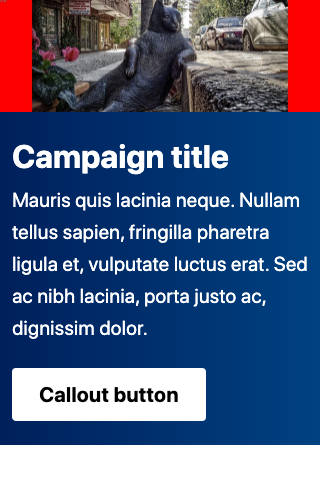 Campaign title
Mauris quis lacinia neque. Nullam
tellus sapien, fringilla pharetra
ligula et, vulputate luctus erat. Sed
ac nibh lacinia, porta justo ac,
dignissim dolor.
Callout button